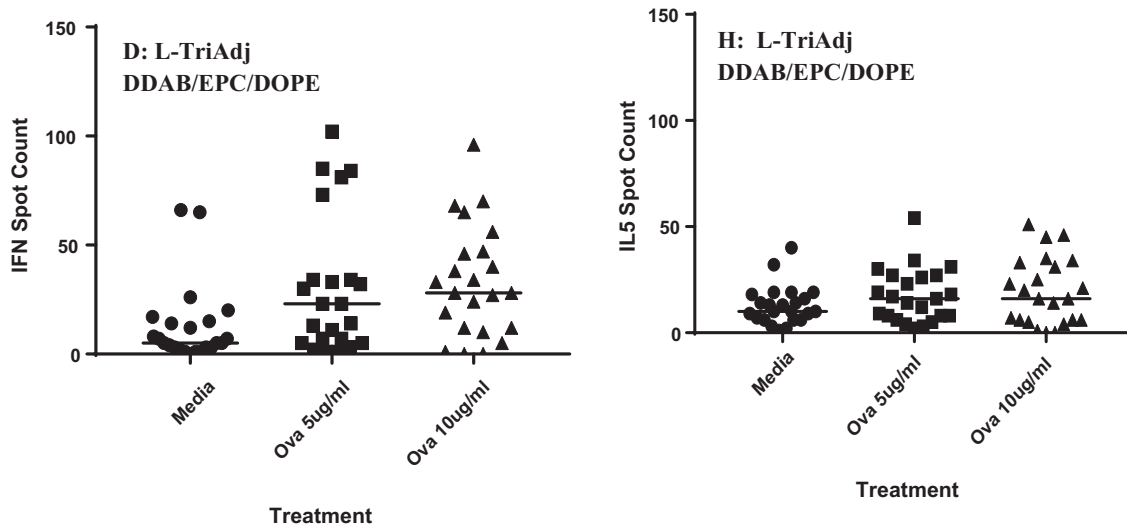 150
100
50
0
IFN Spot Count
D: L-TriAdj
DDAB/EPC/DOPE
Media
Ova 5ug/ml
Ova 10ug/ml
Treatment
150
100
50
0
IL5 Spot Count
H: L-TriAdj
DDAB/EPC/DOPE
Media
Ova 5ug/ml
Ova 10ug/ml
Treatment